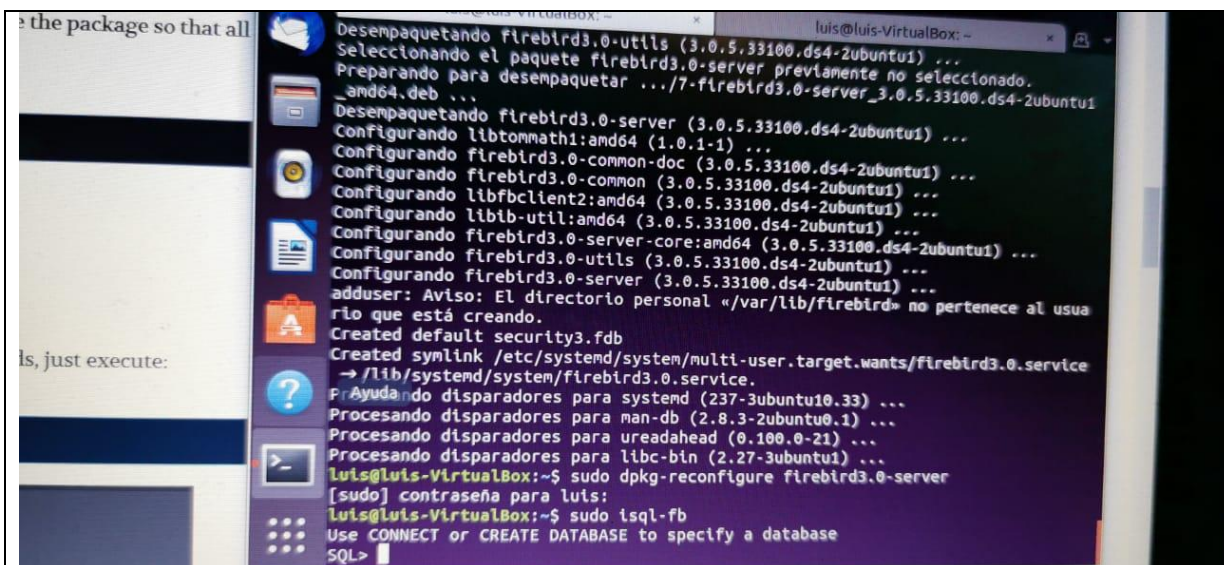 e the package so that all
ls, just execute:
luis@luis-VirtualBox: ~
luis@luis-VirtualBox: ~
Desempaquetando firebird3.0-utils (3.0.5.33100.ds4-2ubuntu1) ...
Seleccionando el paquete firebird3.0-server previamente no seleccionado.
Preparando para desempaquetar .../7-firebird3.0-server_3.0.5.33100.ds4-2ubuntu1
_amd64.deb ...
Desempaquetando firebird3.0-server (3.0.5.33100.ds4-2ubuntu1) ...
Configurando libtommath1:amd64 (1.0.1-1) ...
Configurando firebird3.0-common-doc (3.0.5.33100.ds4-2ubuntu1) ...
Configurando firebird3.0-common (3.0.5.33100.ds4-2ubuntu1) ...
Configurando libfbclient2:amd64 (3.0.5.33100.ds4-2ubuntu1) ...
Configurando libib-util:amd64 (3.0.5.33100.ds4-2ubuntu1) ...
Configurando firebird3.0-server-core:amd64 (3.0.5.33100.ds4-2ubuntu1) ...
Configurando firebird3.0-utils (3.0.5.33100.ds4-2ubuntu1) ...
Configurando firebird3.0-server (3.0.5.33100.ds4-2ubuntu1) ...
adduser: Aviso: El directorio personal «/var/lib/firebird» no pertenece al usua
rio que está creando.
Created default security3.fdb
Created symlink /etc/systemd/system/multi-user.target.wants/firebird3.0.service
→ /lib/systemd/system/firebird3.0.service.
Ayuda
ndo disparadores para systemd (237-3ubuntu10.33) ...
Procesando disparadores para man-db (2.8.3-2ubuntu0.1) ...
Procesando disparadores para ureadahead (0.100.0-21) ...
Procesando disparadores para libc-bin (2.27-3ubuntu1) ...
luis@luis-VirtualBox:~$ sudo dpkg-reconfigure firebird3.0-server
[sudo] contraseña para luis:
luis@luis-VirtualBox:~$ sudo isql-fb
Use CONNECT or CREATE DATABASE to specify a database
SQL>